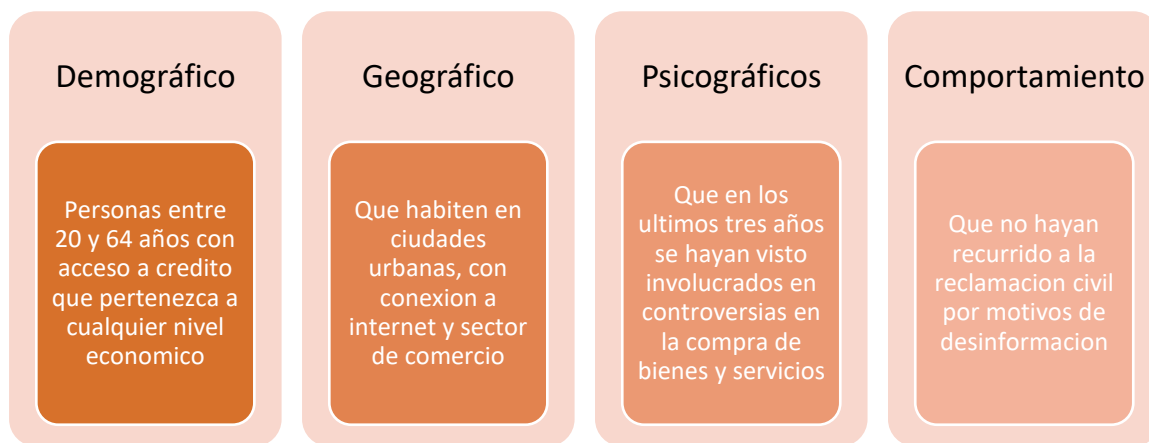 Demográfico
Personas entre
20 y 64 años con
acceso a credito
que pertenezca a
cualquier nivel
economico
Geográfico
Que habiten en
ciudades
urbanas, con
conexion a
internet y sector
de comercio
Psicográficos
Que en los
ultimos tres años
se hayan visto
involucrados en
controversias en
la compra de
bienes y servicios
Comportamiento
Que no hayan
recurrido a la
reclamacion civil
por motivos de
desinformacion